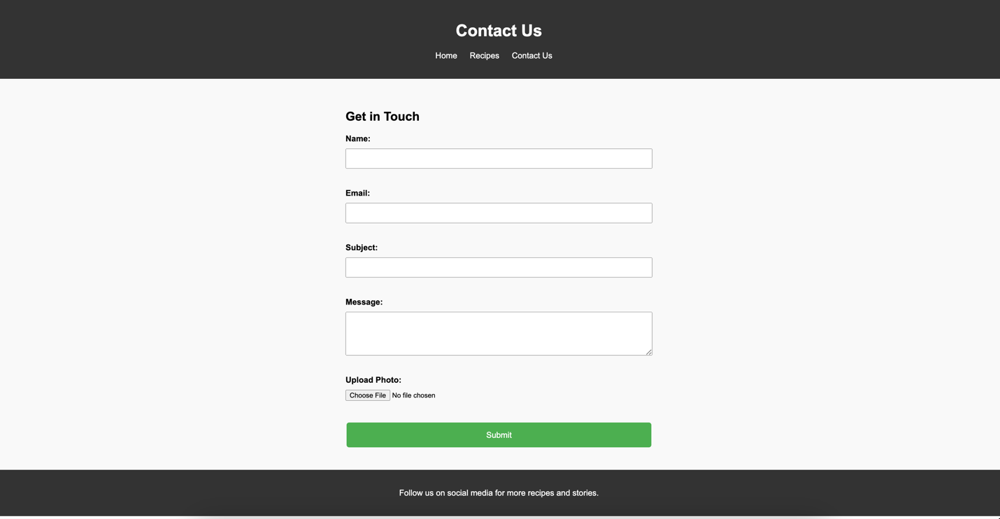 Contact Us
Home Recipes Contact Us
Get in Touch
Name:
Email:
Subject:
Message:
Upload Photo:
Choose File No file chosen
Submit
Follow us on social media for more recipes and stories.